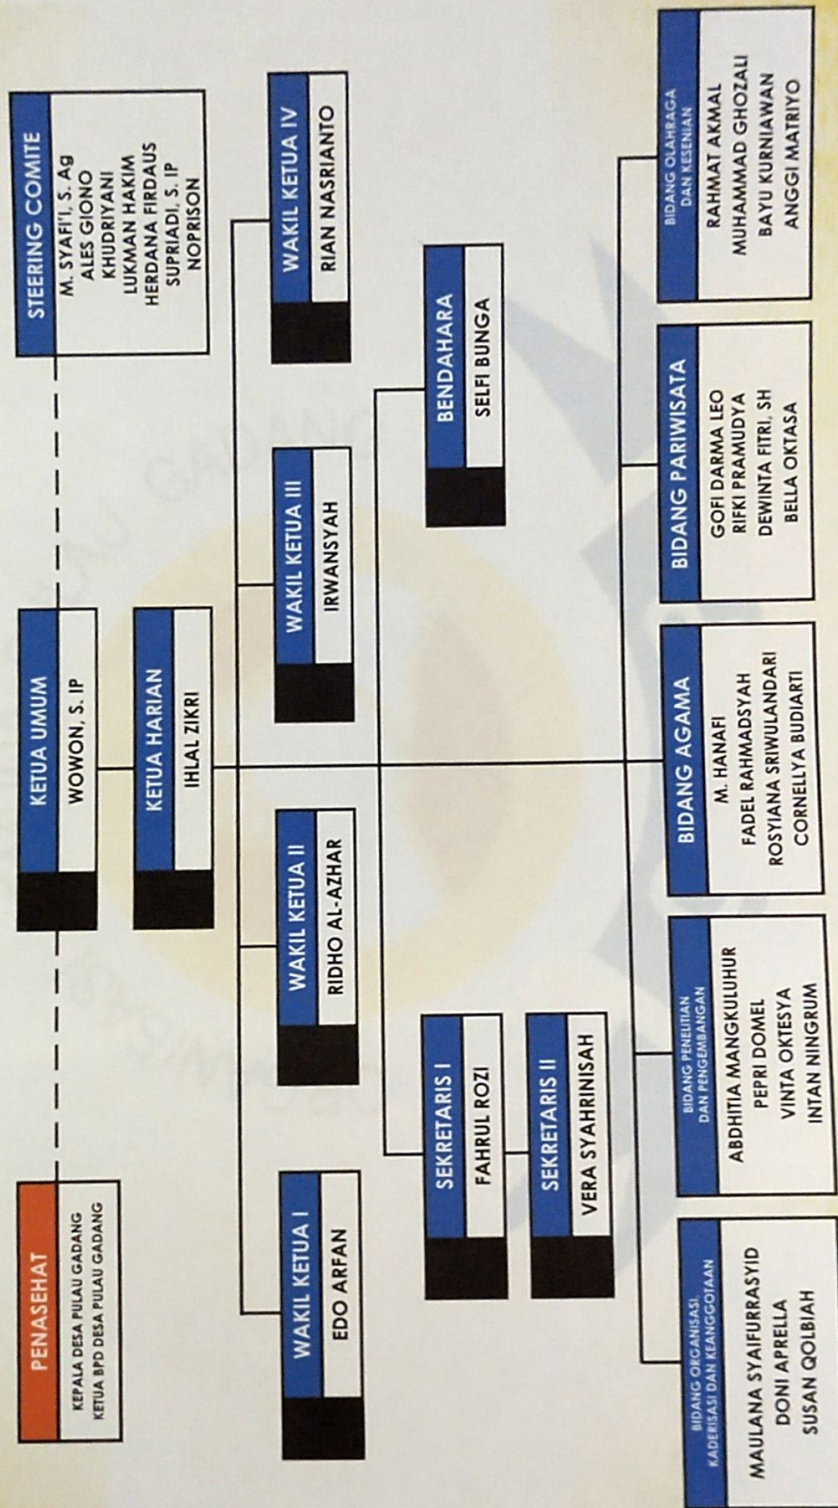 PENASEHAT
KEPALA DESA PULAU GADANG
KETUA BPD DESA PULAU GADANG
KETUA UMUM
WOWON, S. IP
STEERING COMITE
M. SYAFI'I, S. Ag
ALES GIONO
KHUDRIYANI
LUKMAN HAKIM
HERDANA FIRDAUS
SUPRIADI, S. IP
NOPRISON
KETUA HARIAN
IHLAL ZIKRI
WAKIL KETUA I
EDO ARFAN
WAKIL KETUA II
RIDHO AL-AZHAR
WAKIL KETUA III
IRWANSYAH
WAKIL KETUA IV
RIAN NASRIANTO
SEKRETARIS I
FAHRUL ROZI
SEKRETARIS II
VERA SYAHRINISAH
BENDAHARA
SELFI BUNGA
BIDANG ORGANISASI,
KADERISASI DAN KEANGGOTAAN
MAULANA SYAIFURRASYID
DONI APRELLA
SUSAN QOLBIAH
BIDANG PENELITIAN
DAN PENGEMBANGAN
ABDHITIA MANGKULUHUR
PEPRI DOMEL
VINTA OKTESYA
INTAN NINGRUM
BIDANG AGAMA
M. HANAFI
FADEL RAHMADSYAH
ROSYIANA SRIWULANDARI
CORNELLYA BUDIARTI
BIDANG PARIWISATA
GOFI DARMA LEO
RIFKI PRAMUDYA
DEWINTA FITRI, SH
BELLA OKTASA
BIDANG OLAHRAGA
DAN KESENIAN
RAHMAT AKMAL
MUHAMMAD GHOZALI
BAYU KURNIAWAN
ANGGI MATRIYO